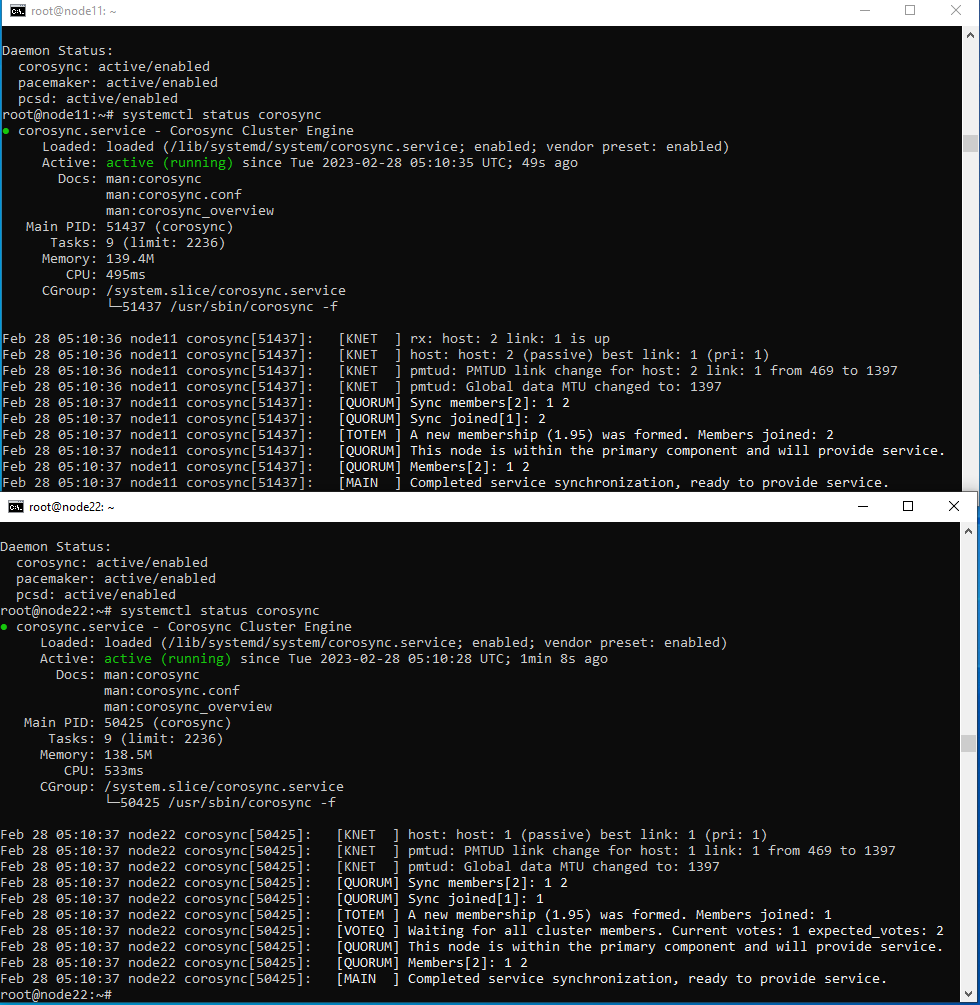 root@node11: ~
Daemon Status:
  corosync: active/enabled
  pacemaker: active/enabled
  pcsd: active/enabled
root@node11:~# systemctl status corosync
● corosync.service - Corosync Cluster Engine
     Loaded: loaded (/lib/systemd/system/corosync.service; enabled; vendor preset: enabled)
     Active: active (running) since Tue 2023-02-28 05:10:35 UTC; 49s ago
       Docs: man:corosync
             man:corosync.conf
             man:corosync_overview
   Main PID: 51437 (corosync)
      Tasks: 9 (limit: 2236)
     Memory: 139.4M
        CPU: 495ms
     CGroup: /system.slice/corosync.service
             └─51437 /usr/sbin/corosync -f
Feb 28 05:10:36 node11 corosync[51437]:   [KNET  ] rx: host: 2 link: 1 is up
Feb 28 05:10:36 node11 corosync[51437]:   [KNET  ] host: host: 2 (passive) best link: 1 (pri: 1)
Feb 28 05:10:36 node11 corosync[51437]:   [KNET  ] pmtud: PMTUD link change for host: 2 link: 1 from 469 to 1397
Feb 28 05:10:36 node11 corosync[51437]:   [KNET  ] pmtud: Global data MTU changed to: 1397
Feb 28 05:10:37 node11 corosync[51437]:   [QUORUM] Sync members[2]: 1 2
Feb 28 05:10:37 node11 corosync[51437]:   [QUORUM] Sync joined[1]: 2
Feb 28 05:10:37 node11 corosync[51437]:   [TOTEM ] A new membership (1.95) was formed. Members joined: 2
Feb 28 05:10:37 node11 corosync[51437]:   [QUORUM] This node is within the primary component and will provide service.
Feb 28 05:10:37 node11 corosync[51437]:   [QUORUM] Members[2]: 1 2
Feb 28 05:10:37 node11 corosync[51437]:   [MAIN  ] Completed service synchronization, ready to provide service.
root@node22: ~
Daemon Status:
  corosync: active/enabled
  pacemaker: active/enabled
  pcsd: active/enabled
root@node22:~# systemctl status corosync
● corosync.service - Corosync Cluster Engine
     Loaded: loaded (/lib/systemd/system/corosync.service; enabled; vendor preset: enabled)
     Active: active (running) since Tue 2023-02-28 05:10:28 UTC; 1min 8s ago
       Docs: man:corosync
             man:corosync.conf
             man:corosync_overview
   Main PID: 50425 (corosync)
      Tasks: 9 (limit: 2236)
     Memory: 138.5M
        CPU: 533ms
     CGroup: /system.slice/corosync.service
             └─50425 /usr/sbin/corosync -f
Feb 28 05:10:37 node22 corosync[50425]:   [KNET  ] host: host: 1 (passive) best link: 1 (pri: 1)
Feb 28 05:10:37 node22 corosync[50425]:   [KNET  ] pmtud: PMTUD link change for host: 1 link: 1 from 469 to 1397
Feb 28 05:10:37 node22 corosync[50425]:   [KNET  ] pmtud: Global data MTU changed to: 1397
Feb 28 05:10:37 node22 corosync[50425]:   [QUORUM] Sync members[2]: 1 2
Feb 28 05:10:37 node22 corosync[50425]:   [QUORUM] Sync joined[1]: 1
Feb 28 05:10:37 node22 corosync[50425]:   [TOTEM ] A new membership (1.95) was formed. Members joined: 1
Feb 28 05:10:37 node22 corosync[50425]:   [VOTEQ ] Waiting for all cluster members. Current votes: 1 expected_votes: 2
Feb 28 05:10:37 node22 corosync[50425]:   [QUORUM] This node is within the primary component and will provide service.
Feb 28 05:10:37 node22 corosync[50425]:   [QUORUM] Members[2]: 1 2
Feb 28 05:10:37 node22 corosync[50425]:   [MAIN  ] Completed service synchronization, ready to provide service.
root@node22:~#